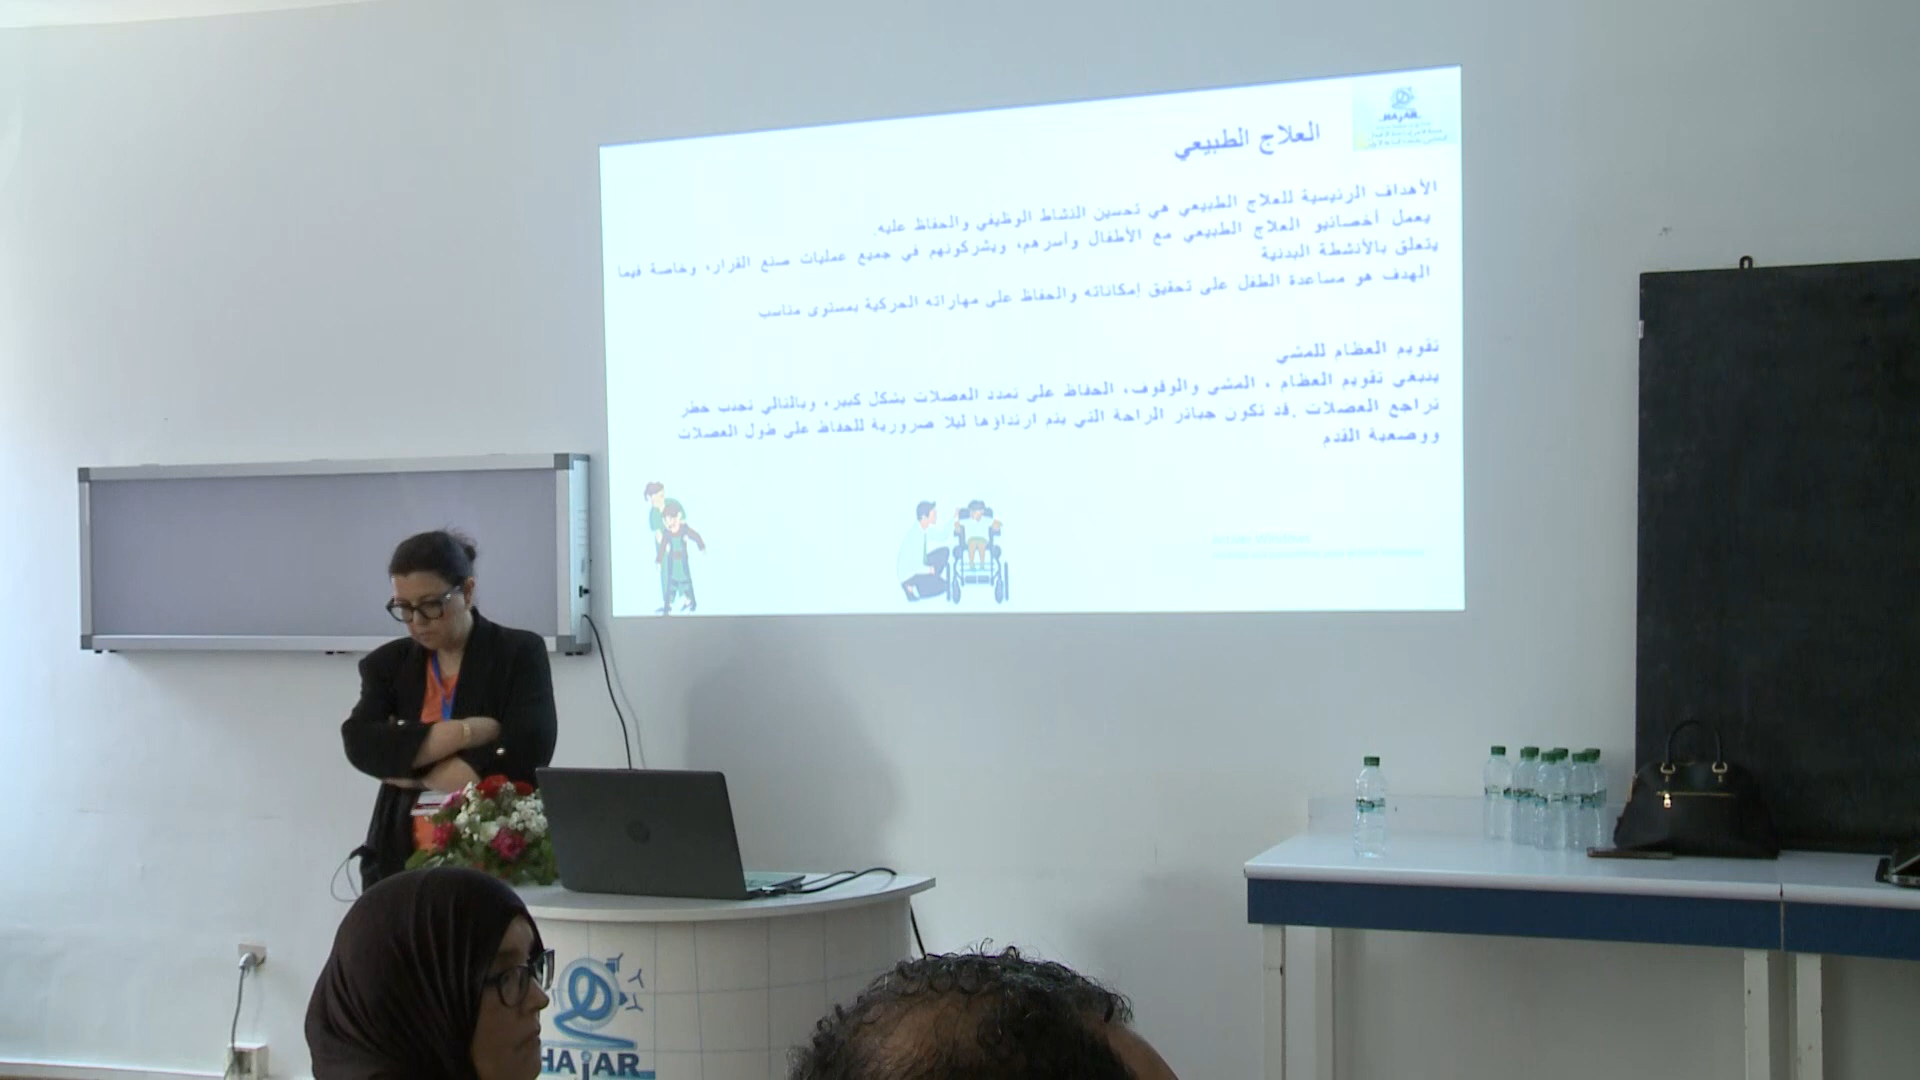 العلاج الطبيعي
HAjAR
الأهداف الرئيسية للعلاج الطبيعي هي تحسين النشاط الوظيفي والحفاظ عليه.
يعمل أخصائيو العلاج الطبيعي مع الأطفال وأسرهم، ويشركونهم في جميع عمليات صنع القرار، وخاصة فيما
يتعلق بالأنشطة البدنية
الهدف هو مساعدة الطفل على تحقيق إمكاناته والحفاظ على مهاراته الحركية بمستوى مناسب
تقويم العظام للمشي
ينبغي تقويم العظام ، المشي والوقوف، الحفاظ على تمدد العضلات بشكل كبير، وبالتالي تجنب خطر
تراجع العضلات .قد تكون جبائر الراحة التي يتم ارتداؤها ليلا ضرورية للحفاظ على طول العضلات
ووضعية القدم
HAjAR